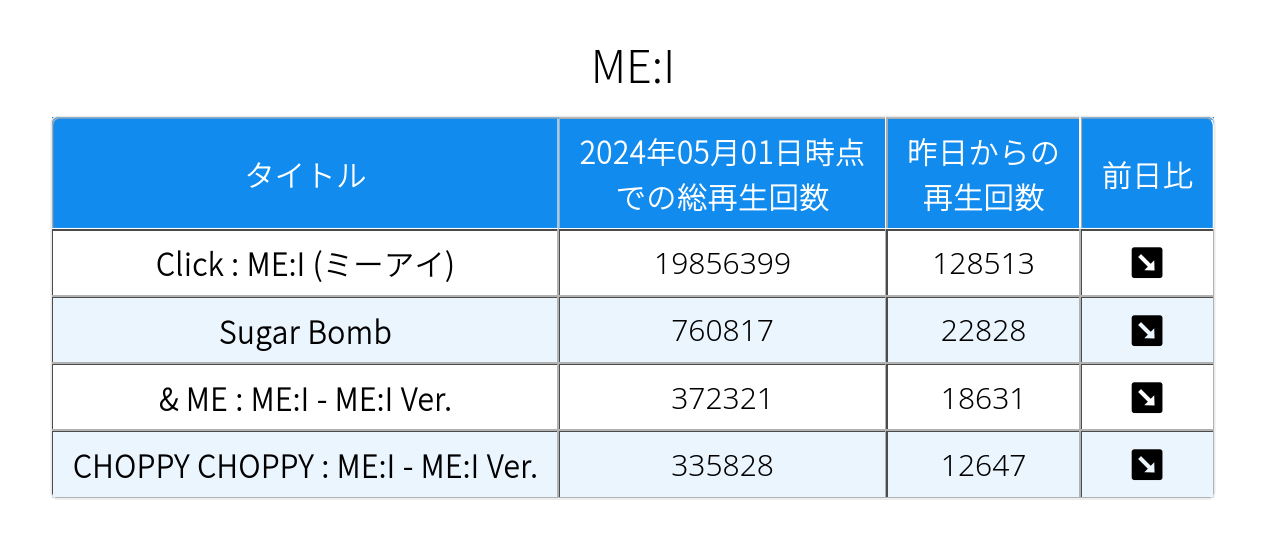 ME:I
タイトル
2024年05月01日時点
での総再生回数
昨日からの
再生回数
前日比
Click : ME:I (ミーアイ)
19856399
128513
Sugar Bomb
760817
22828
& ME : ME:I - ME:I Ver.
372321
18631
CHOPPY CHOPPY : ME:I - ME:I Ver.
335828
12647